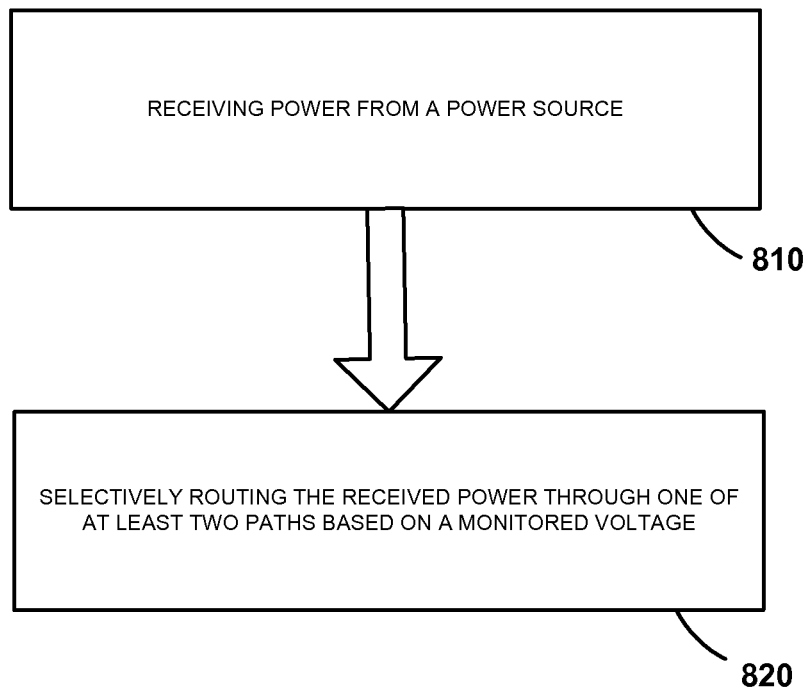 RECEIVING POWER FROM A POWER SOURCE
810
SELECTIVELY ROUTING THE RECEIVED POWER THROUGH ONE OF
AT LEAST TWO PATHS BASED ON A MONITORED VOLTAGE
820